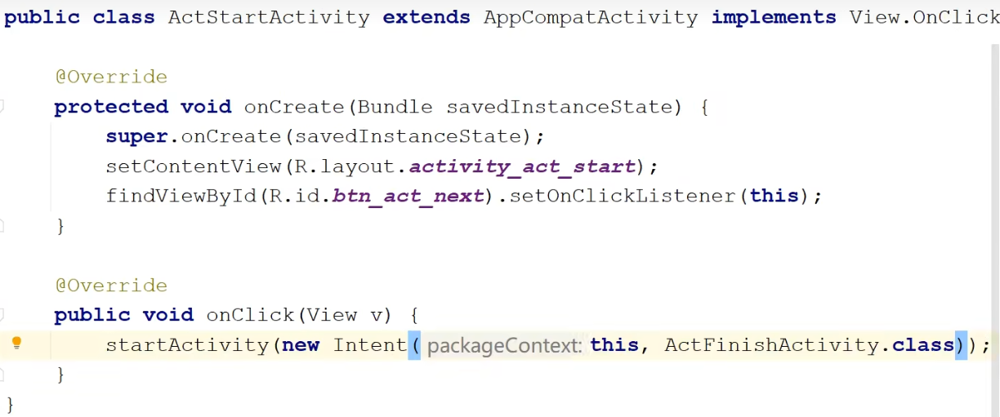 public class ActStartActivity extends AppCompatActivity implements View.OnClick
@Override
protected void onCreate(Bundle savedInstanceState) {
super.onCreate(savedInstanceState);
setContentView(R.layout.activity_act_start);
findViewById(R.id.btn_act_next).setOnClickListener(this);
}
@Override
public void onClick(View v) {
startActivity(new Intent( packageContext: this, ActFinishActivity.class));
}
}